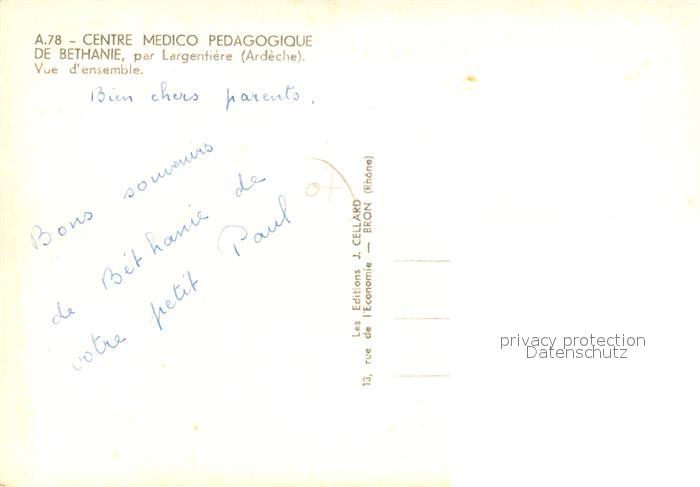 A.78 - CENTRE MEDICO PEDAGOGIQUE
DE BETHANIE, par Largentière (Ardèche).
Vue d'ensemble.
Bien chers parents.
Bons souvenirs
de Béthanie de
votre petit Paul
Les Editions J. CELLARD
13, rue de l'Economie — BRON (Rhône)
privacy protection
Datenschutz